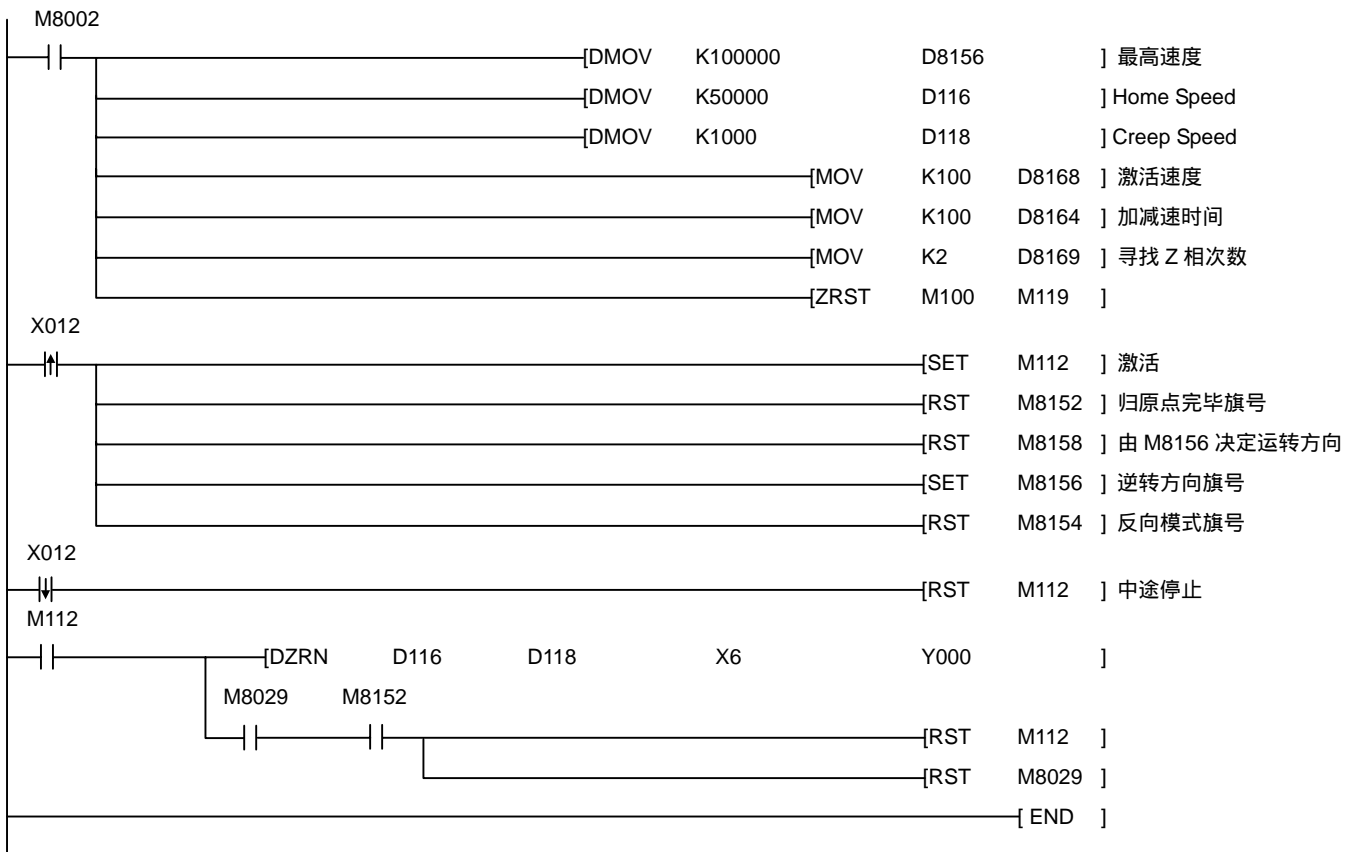 M8002
[DMOV K100000 D8156 ] 最高速度
[DMOV K50000 D116 ] Home Speed
[DMOV K1000 D118 ] Creep Speed
[MOV K100 D8168 ] 激活速度
[MOV K100 D8164 ] 加减速时间
[MOV K2 D8169 ] 寻找 Z 相次数
[ZRST M100 M119 ]
X012
[SET M112 ] 激活
[RST M8152 ] 归原点完毕旗号
[RST M8158 ] 由 M8156 决定运转方向
[SET M8156 ] 逆转方向旗号
[RST M8154 ] 反向模式旗号
X012
[RST M112 ] 中途停止
M112
[DZRN D116 D118 X6 Y000 ]
M8029 M8152
[RST M112 ]
[RST M8029 ]
[ END ]